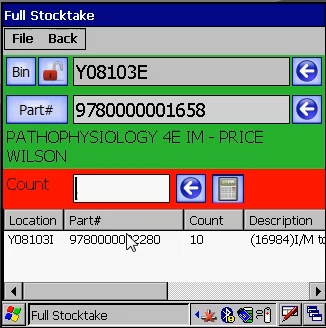 Full Stocktake
File Back
Bin Y08103E
Part# 9780000001658
PATHOPHYSIOLOGY 4E IM - PRICE
WILSON
Count
Location Part# Count Description
Y08103I 10 (16984)I/M to
Full Stocktake